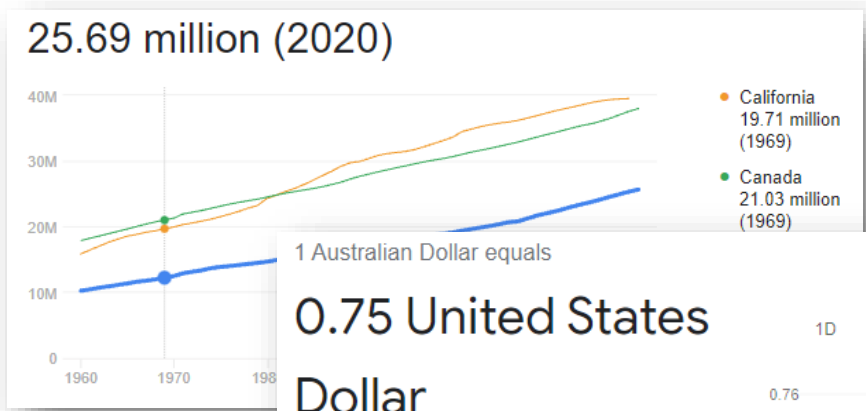 25.69 million (2020)
40M
30M
20M
10M
0
1960
1970
198
California
19.71 million
(1969)
Canada
21.03 million
(1969)
1 Australian Dollar equals
0.75 United States
Dollar
1D
0.76